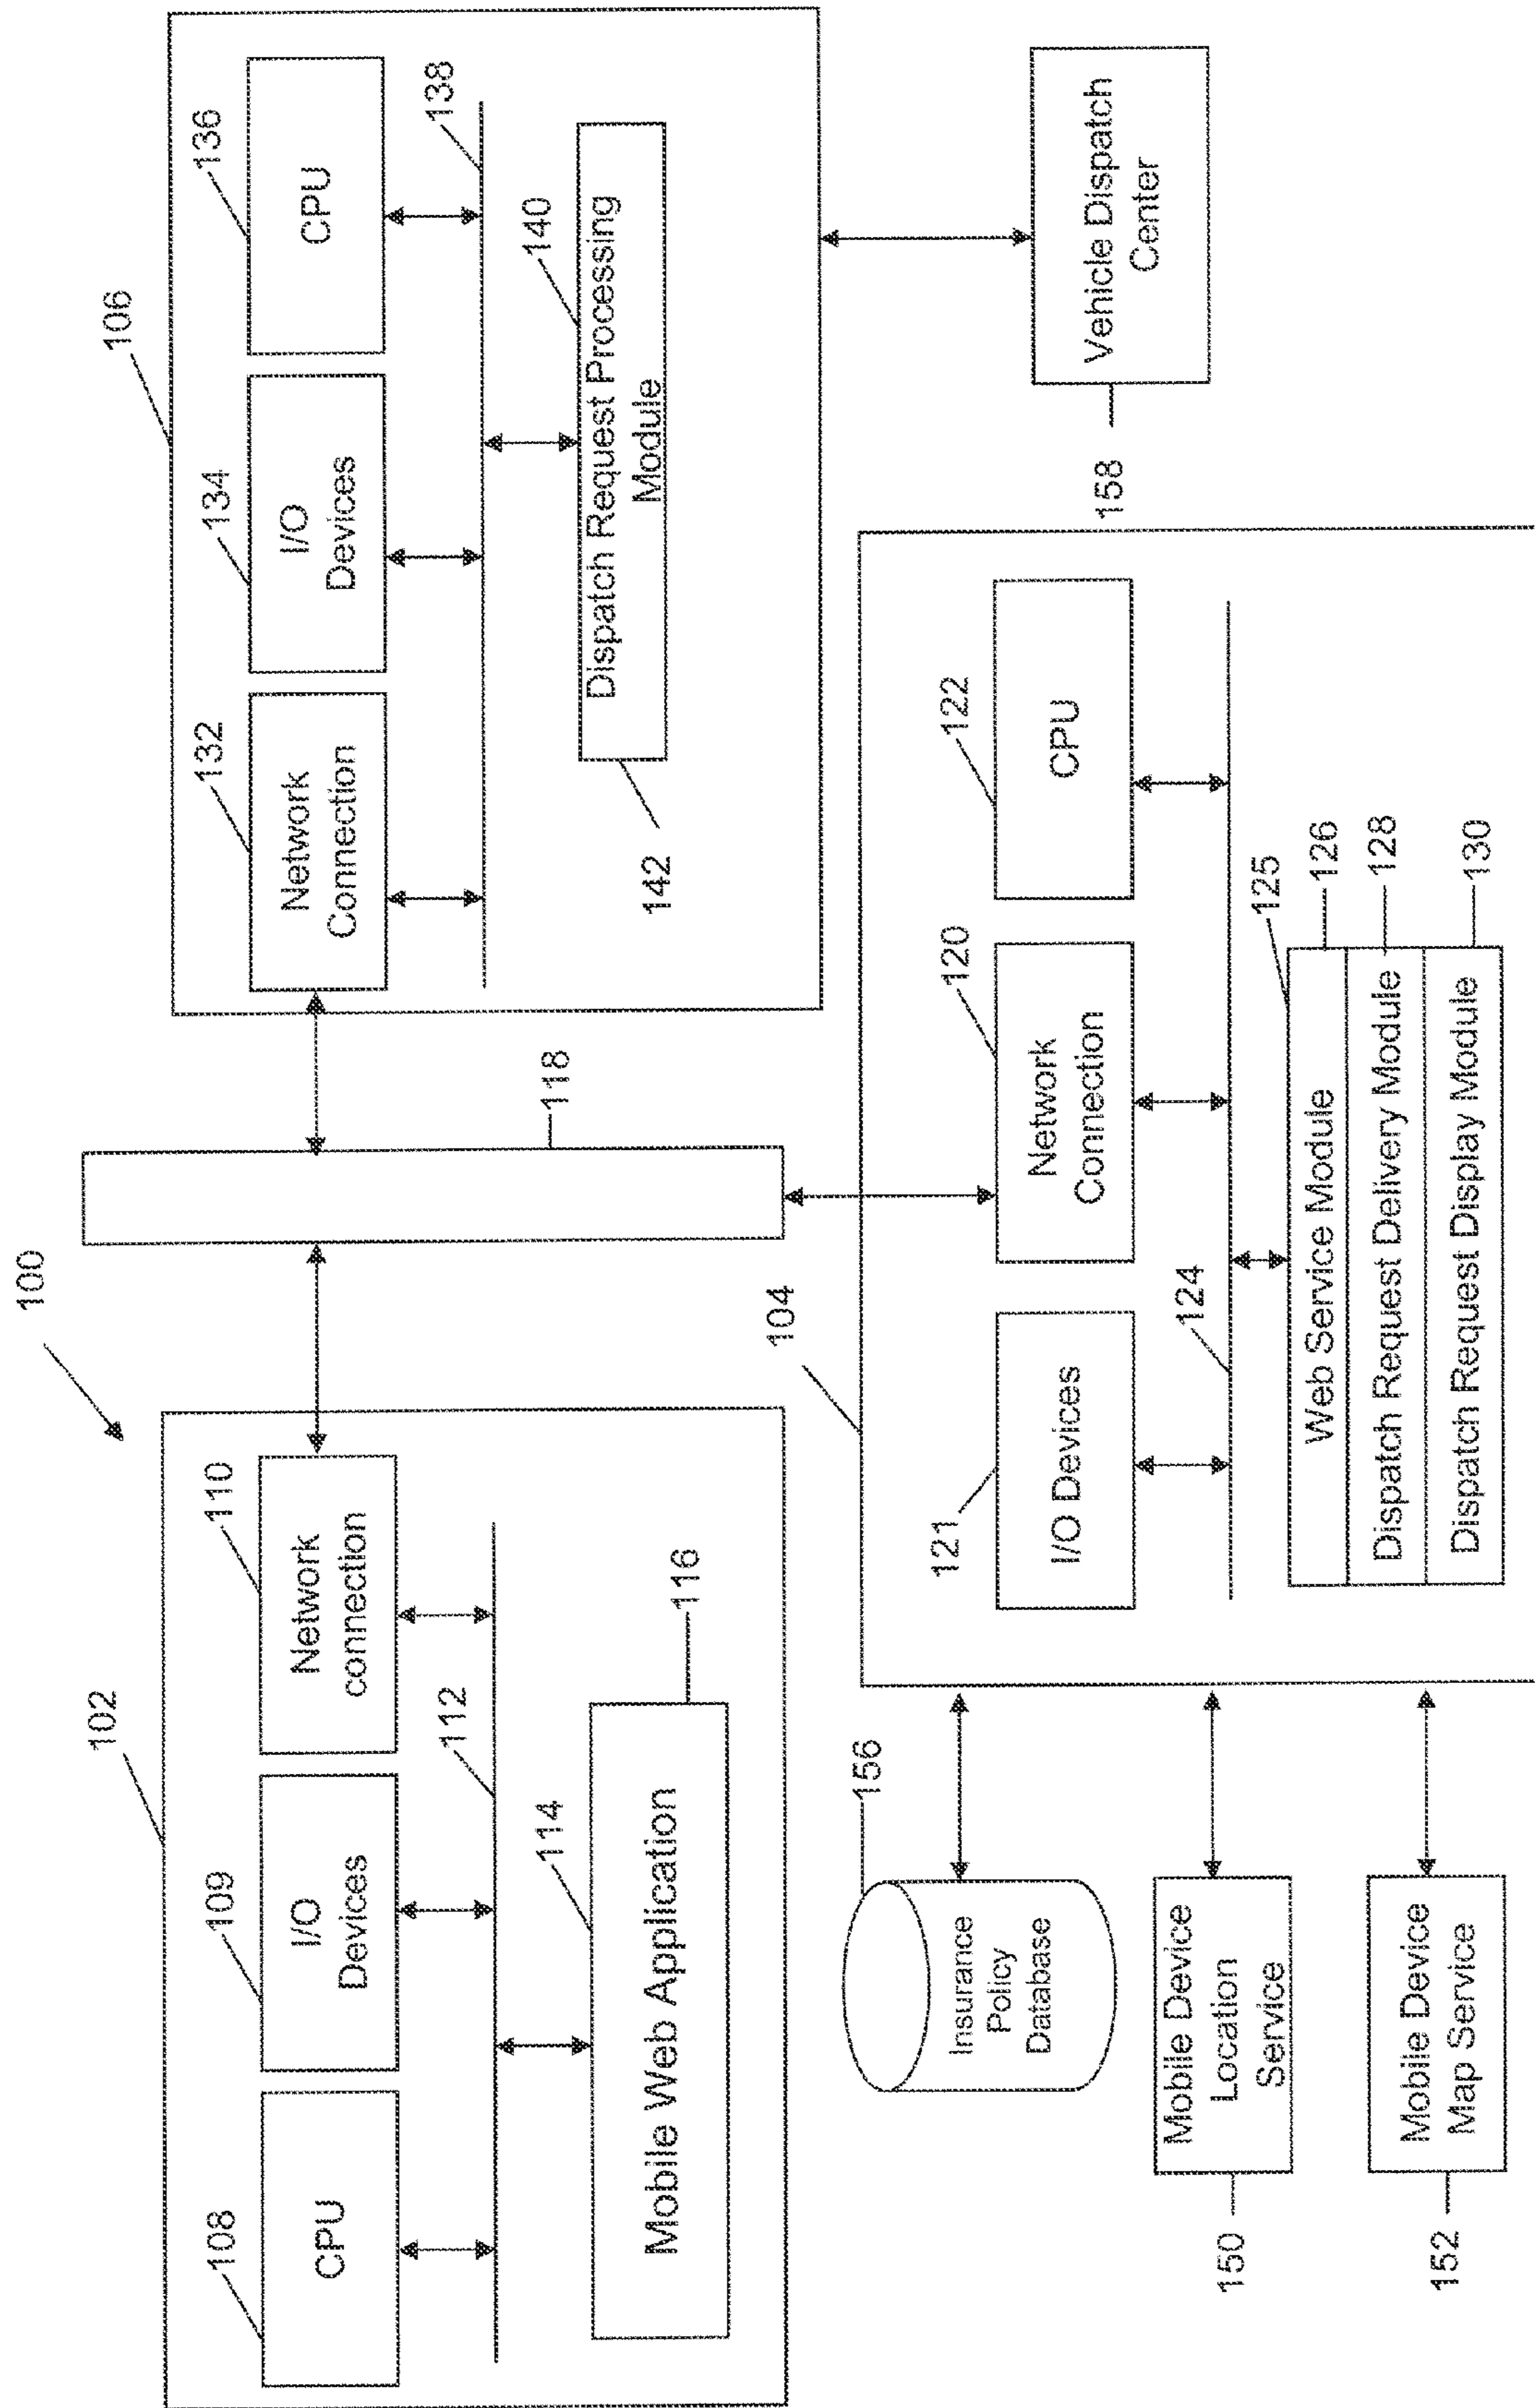 100
102
108
CPU
109
I/O
Devices
110
Network
connection
112
114
Mobile Web Application
116
118
106
132
Network
Connection
134
I/O
Devices
136
CPU
138
140
Dispatch Request Processing
Module
142
156
Insurance
Policy
Database
150
Mobile Device
Location
Service
152
Mobile Device
Map Service
104
121
I/O Devices
120
Network
Connection
122
CPU
124
125
Web Service Module
126
Dispatch Request Delivery Module
128
Dispatch Request Display Module
130
158
Vehicle Dispatch
Center